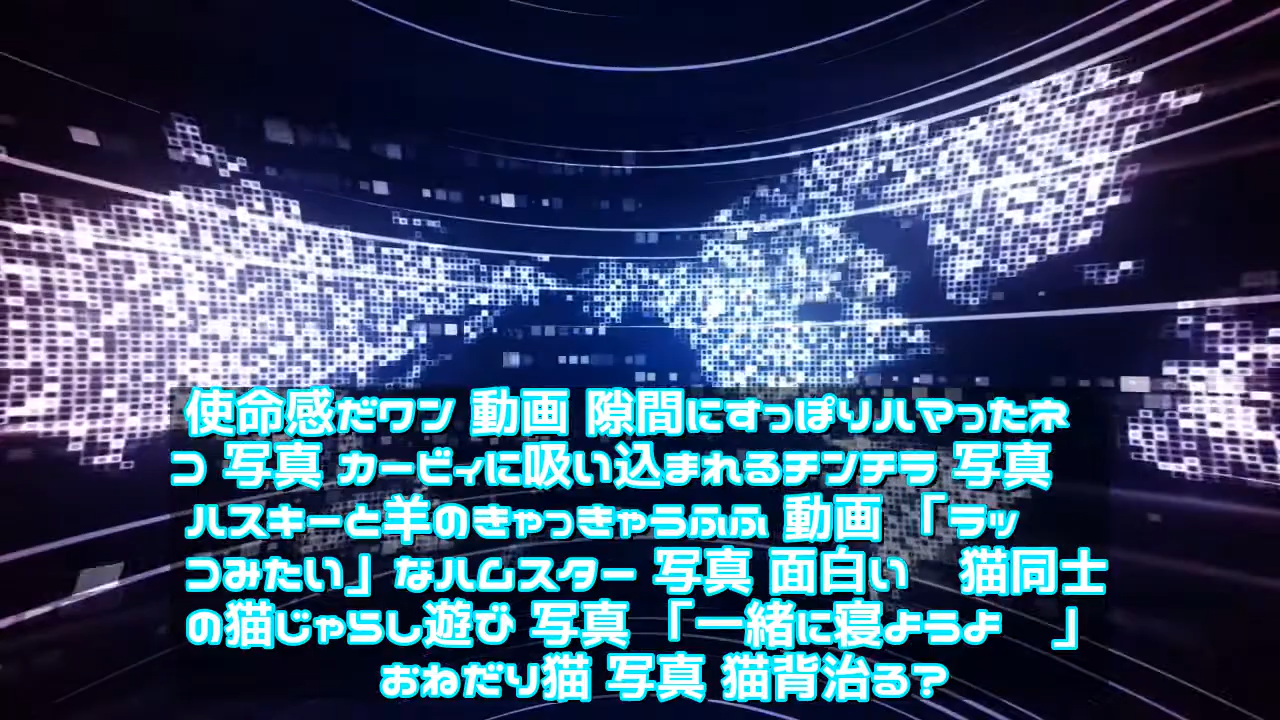 使命感だワン 動画 隙間にすっぽりハマったネ
コ 写真 カービィに吸い込まれるチンチラ 写真
ハスキーと羊のきゃっきゃうふふ 動画 「ラッ
コみたい」なハムスター 写真 面白い　猫同士
の猫じゃらし遊び 写真 「一緒に寝ようよ　」
おねだり猫 写真 猫背治る?